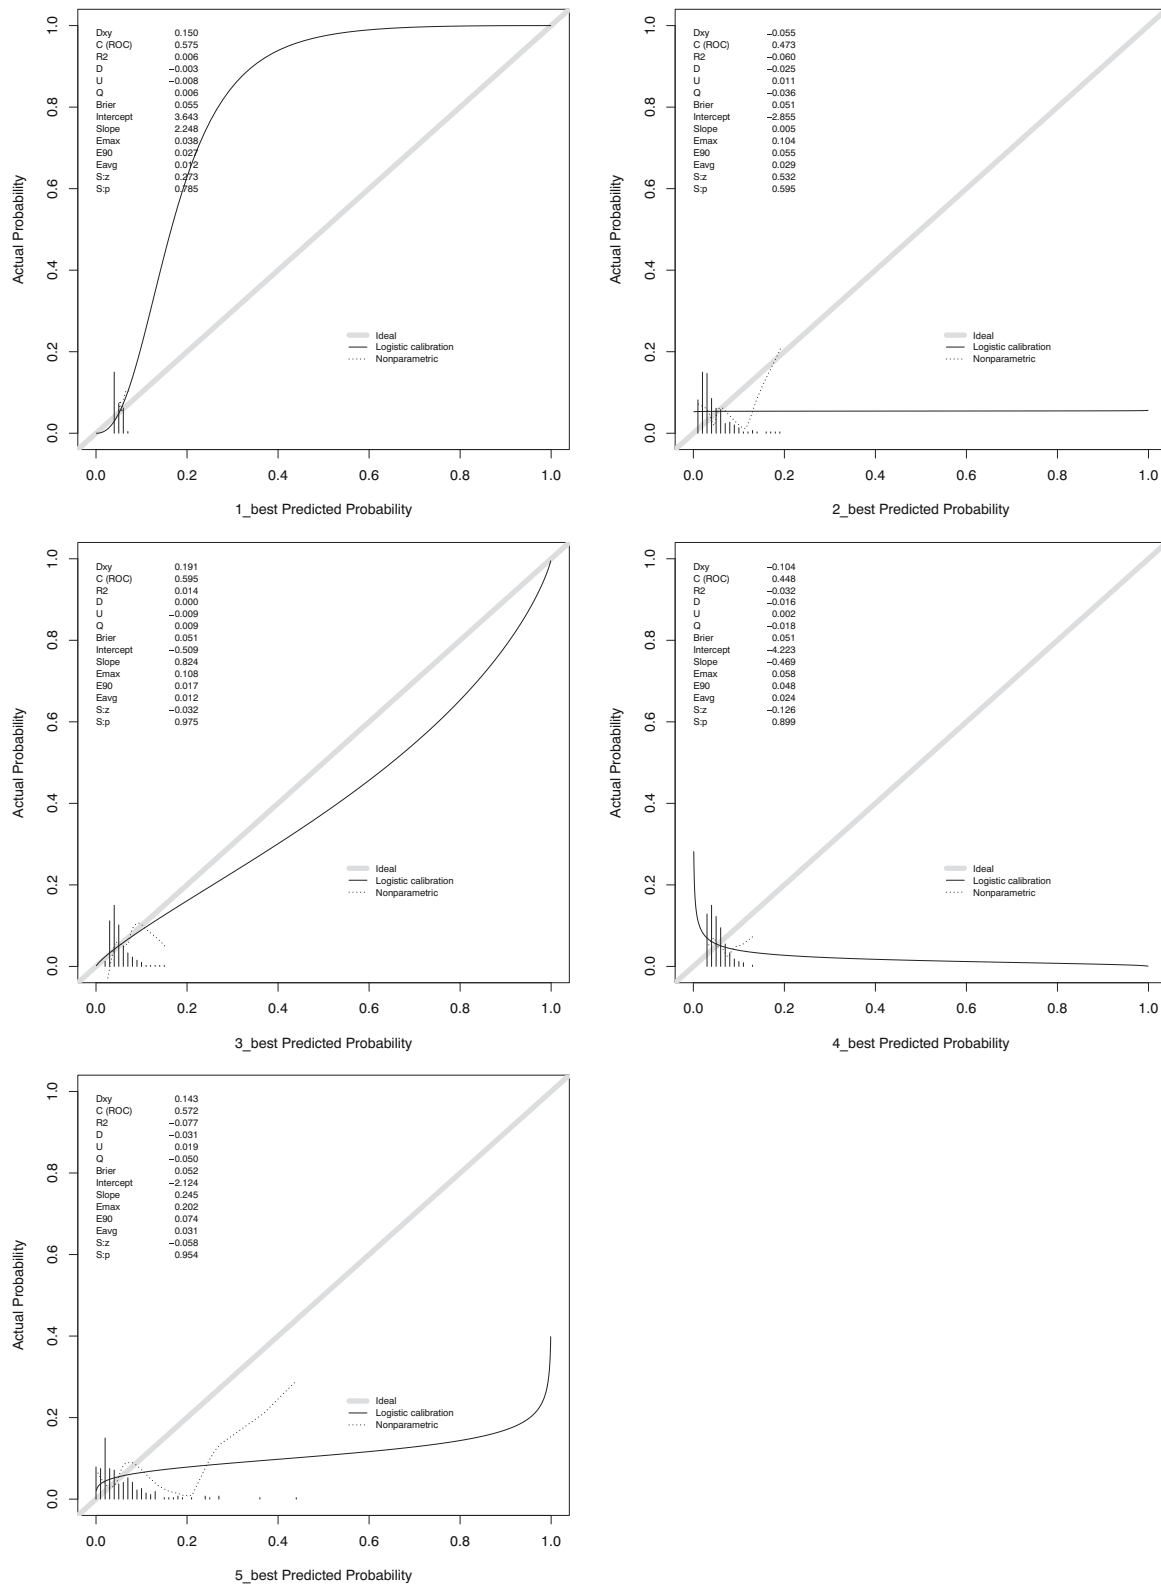 Dxy 0.150
C (ROC) 0.575
R2 0.006
D −0.003
U −0.008
Q 0.006
Brier 0.055
Intercept 3.643
Slope 2.248
Emax 0.038
E90 0.027
Eavg 0.012
S:z 0.273
S:p 0.785
Actual Probability
0.0 0.2 0.4 0.6 0.8 1.0
Ideal
Logistic calibration
Nonparametric
0.0 0.2 0.4 0.6 0.8 1.0
1_best Predicted Probability
Dxy −0.055
C (ROC) 0.473
R2 −0.060
D −0.025
U 0.011
Q −0.036
Brier 0.051
Intercept −2.855
Slope 0.005
Emax 0.104
E90 0.055
Eavg 0.029
S:z 0.532
S:p 0.595
Actual Probability
0.0 0.2 0.4 0.6 0.8 1.0
Ideal
Logistic calibration
Nonparametric
0.0 0.2 0.4 0.6 0.8 1.0
2_best Predicted Probability
Dxy 0.191
C (ROC) 0.595
R2 0.014
D 0.000
U −0.009
Q 0.009
Brier 0.051
Intercept −0.509
Slope 0.824
Emax 0.108
E90 0.017
Eavg 0.012
S:z −0.032
S:p 0.975
Actual Probability
0.0 0.2 0.4 0.6 0.8 1.0
Ideal
Logistic calibration
Nonparametric
0.0 0.2 0.4 0.6 0.8 1.0
3_best Predicted Probability
Dxy −0.104
C (ROC) 0.448
R2 −0.032
D −0.016
U 0.002
Q −0.018
Brier 0.051
Intercept −4.223
Slope −0.469
Emax 0.058
E90 0.048
Eavg 0.024
S:z −0.126
S:p 0.899
Actual Probability
0.0 0.2 0.4 0.6 0.8 1.0
Ideal
Logistic calibration
Nonparametric
0.0 0.2 0.4 0.6 0.8 1.0
4_best Predicted Probability
Dxy 0.143
C (ROC) 0.572
R2 −0.077
D −0.031
U 0.019
Q −0.050
Brier 0.052
Intercept −2.124
Slope 0.245
Emax 0.202
E90 0.074
Eavg 0.031
S:z −0.058
S:p 0.954
Actual Probability
0.0 0.2 0.4 0.6 0.8 1.0
Ideal
Logistic calibration
Nonparametric
0.0 0.2 0.4 0.6 0.8 1.0
5_best Predicted Probability